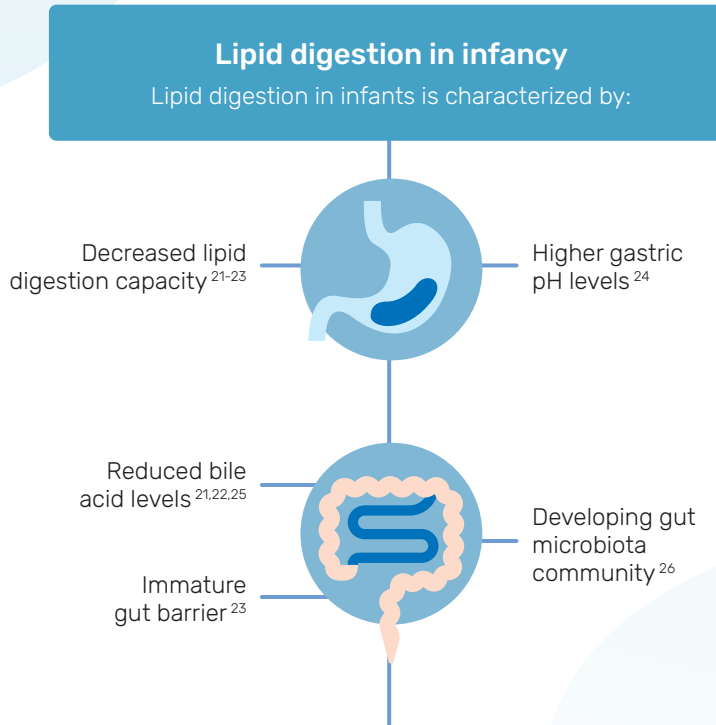 Lipid digestion in infancy
Lipid digestion in infants is characterized by:
Decreased lipid
digestion capacity 21-23
Higher gastric
pH levels 24
Reduced bile
acid levels 21,22,25
Developing gut
microbiota
community 26
Immature
gut barrier 23